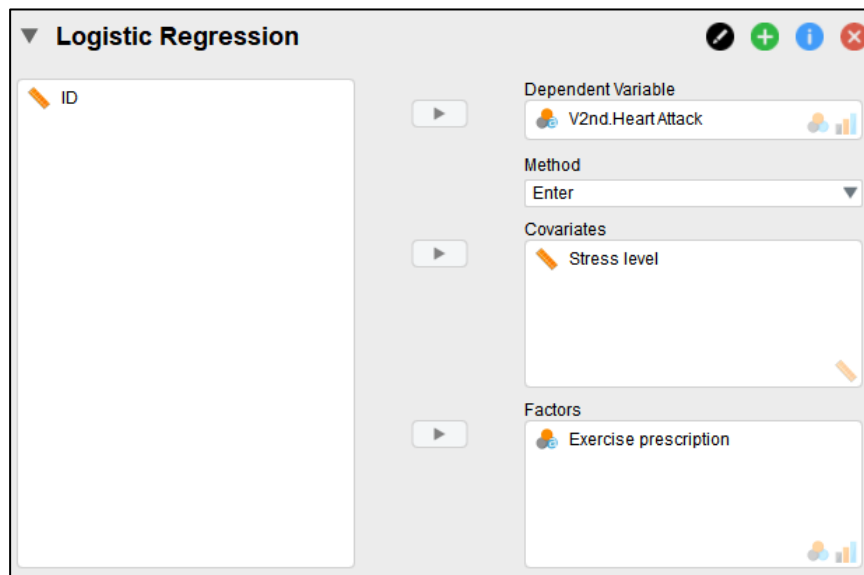 Logistic Regression
ID
Dependent Variable
V2nd.Heart Attack
Method
Enter
Covariates
Stress level
Factors
Exercise prescription